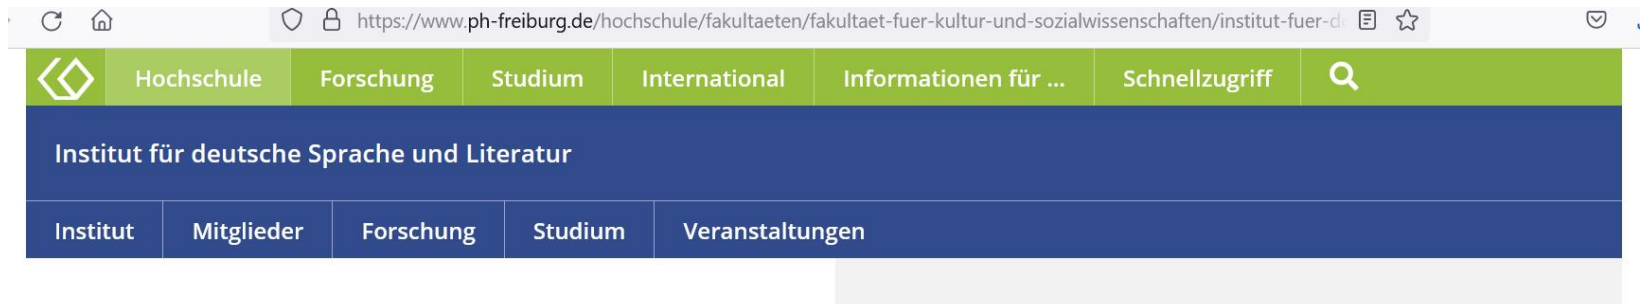 https://www.ph-freiburg.de/hochschule/fakultaeten/fakultaet-fuer-kultur-und-sozialwissenschaften/institut-fuer-d
Hochschule Forschung Studium International Informationen für ... Schnellzugriff
Institut für deutsche Sprache und Literatur
Institut Mitglieder Forschung Studium Veranstaltungen